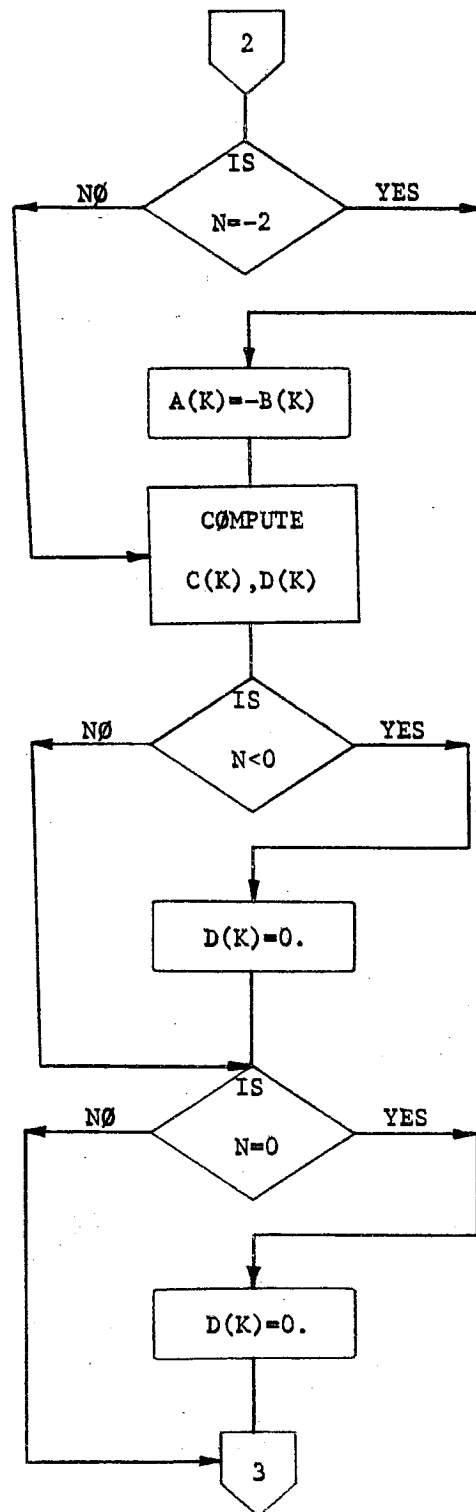 2
IS
NØ YES
N=-2
A(K)=-B(K)
CØMPUTE
C(K),D(K)
IS
NØ YES
N<0
D(K)=0.
IS
NØ YES
N=0
D(K)=0.
3